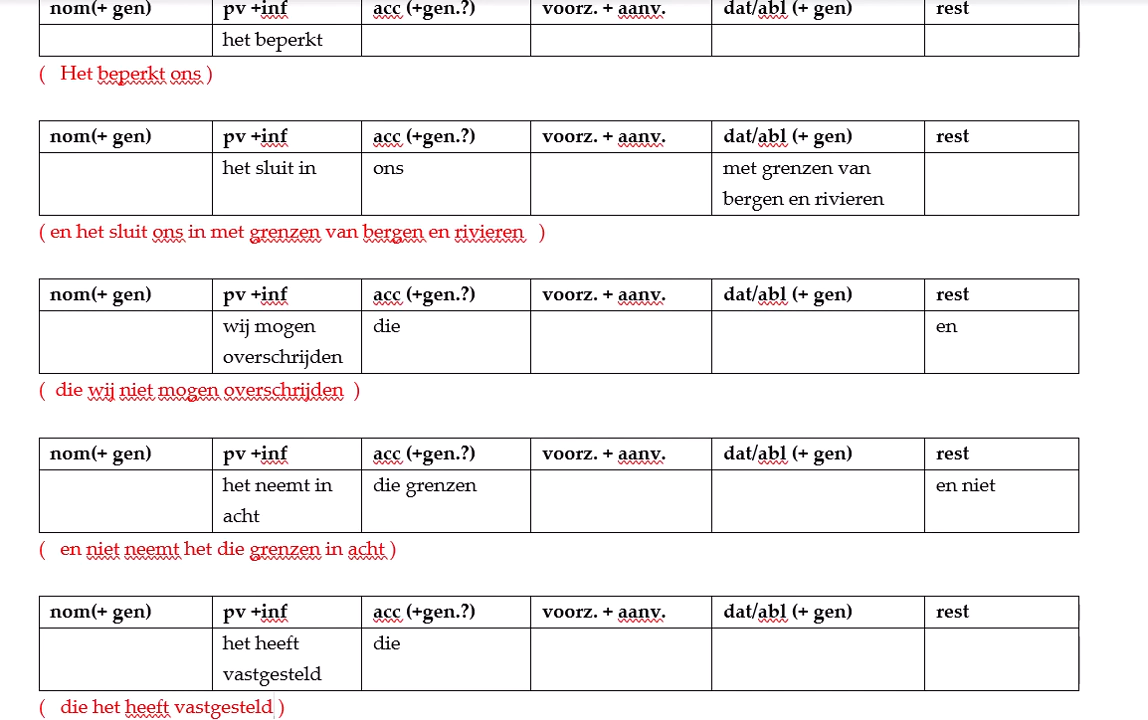 nom(+ gen) pv +inf acc (+gen.?) voorz. + aanv. dat/abl (+ gen) rest
het beperkt
( Het beperkt ons )
nom(+ gen) pv +inf acc (+gen.?) voorz. + aanv. dat/abl (+ gen) rest
het sluit in ons met grenzen van
bergen en rivieren
( en het sluit ons in met grenzen van bergen en rivieren )
nom(+ gen) pv +inf acc (+gen.?) voorz. + aanv. dat/abl (+ gen) rest
wij mogen die en
overschrijden
( die wij niet mogen overschrijden )
nom(+ gen) pv +inf acc (+gen.?) voorz. + aanv. dat/abl (+ gen) rest
het neemt in die grenzen en niet
acht
( en niet neemt het die grenzen in acht )
nom(+ gen) pv +inf acc (+gen.?) voorz. + aanv. dat/abl (+ gen) rest
het heeft die
vastgesteld
( die het heeft vastgesteld )